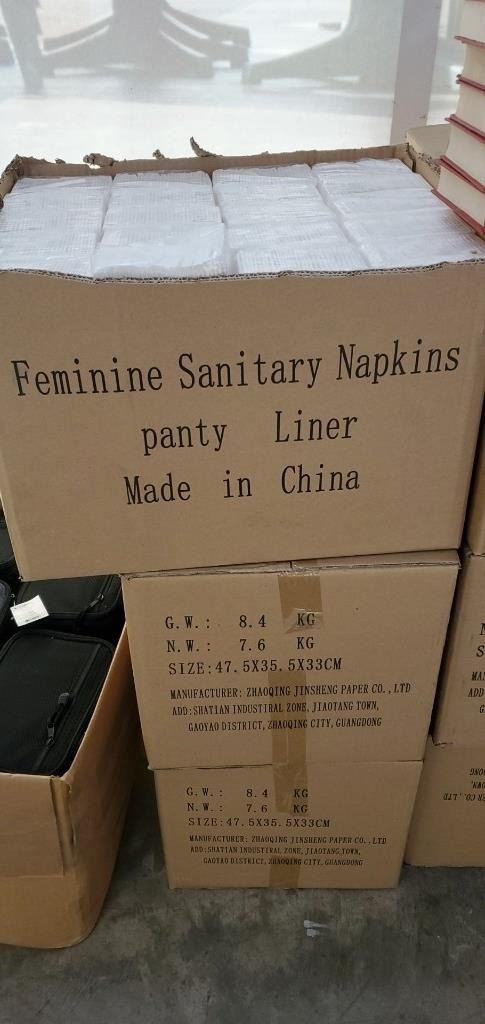 Feminine Sanitary Napkins
panty Liner
Made in China
G.W.: 8.4 KG
N.W.: 7.6 KG
SIZE:47.5X35.5X33CM
MANUFACTURER: ZHAOQING JINSHENG PAPER CO.,LTD
ADD:SHATIAN INDUSTIRAL ZONE, JIAOTANG TOWN,
GAOYAO DISTRICT, ZHAOQING CITY, GUANGDONG
G.W.: 8.4 KG
N.W.: 7.6 KG
SIZE:47.5X35.5X33CM
MANUFACTURER: ZHAOQING JINSHENG PAPER CO.,LTD
ADD:SHATIAN INDUSTIRAL ZONE, JIAOTANG,TOWN,
GAOYAO DISTRICT, ZHAOQING CITY, GUANGDONG